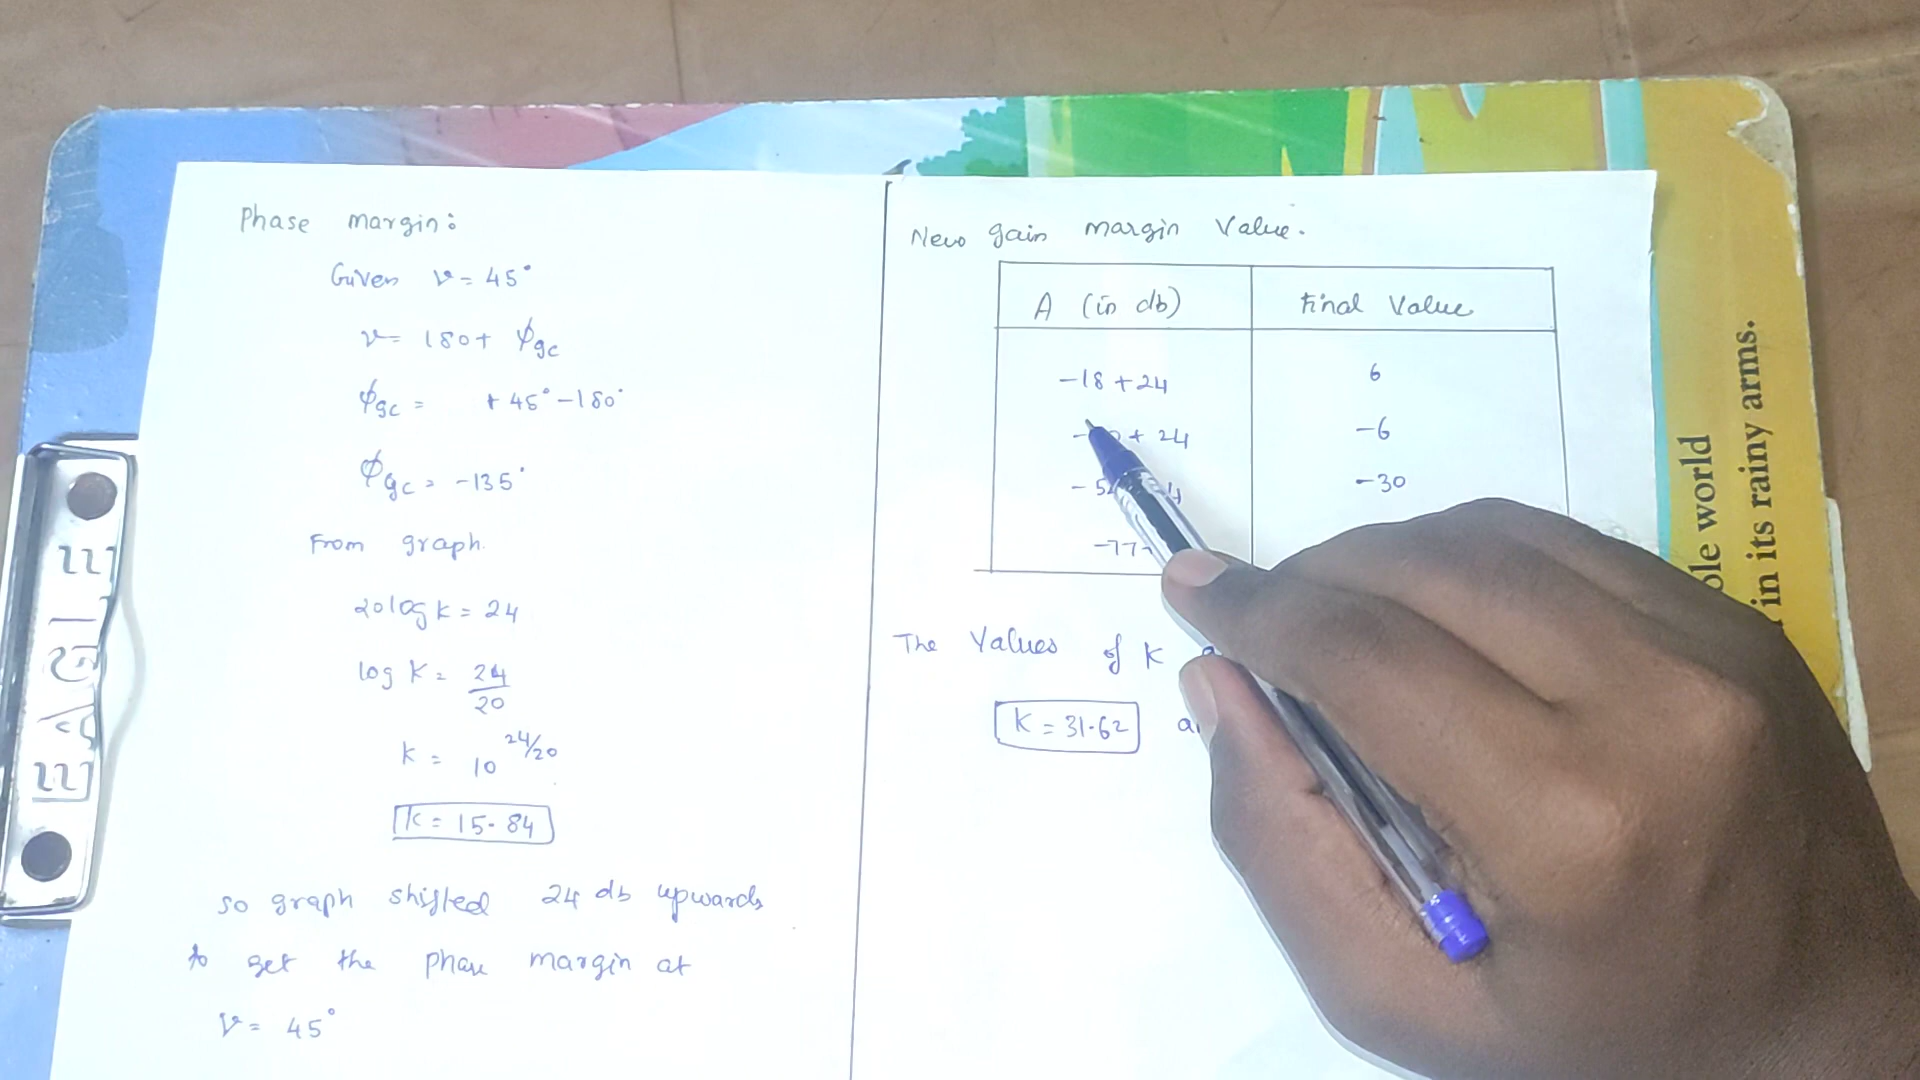 Phase margin:
Given γ = 45°
γ = 180 + ϕgc
ϕgc = + 45° - 180°
ϕgc = -135°
From graph.
20 log k = 24
log K = 24/20
k = 10^24/20
K = 15.84
so graph shifted 24 db upwards
to get the phase margin at
γ = 45°
New gain margin Value.
A (in db) Final Value
-18 + 24 6
+ 24 -6
-30
-77
The Values of K
K = 31.62
ole world
in its rainy arms.